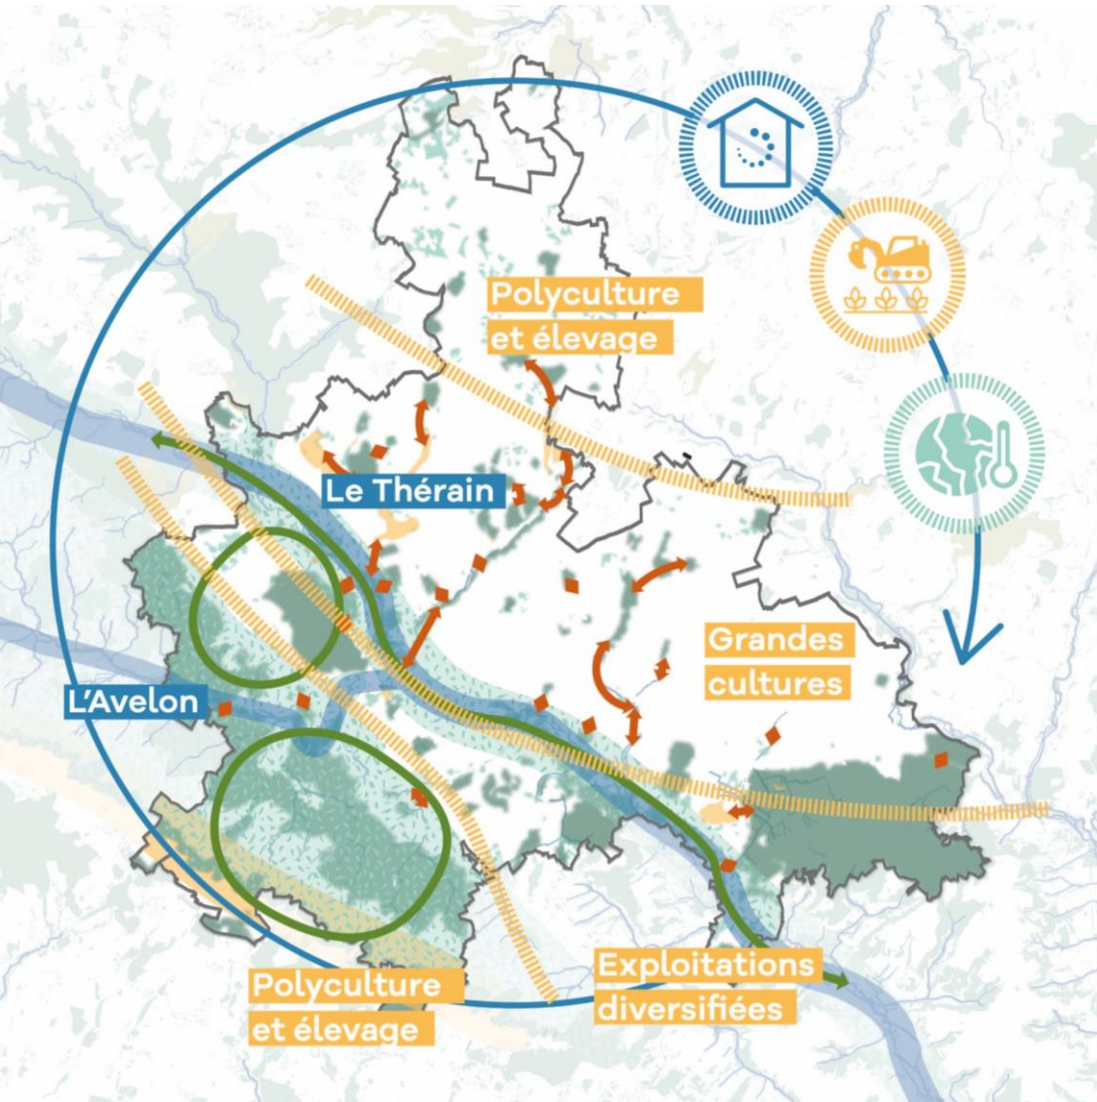 Polyculture
et élevage
Le Thérain
Grandes
cultures
L'Avelon
Exploitations
diversifiées
Polyculture
et élevage